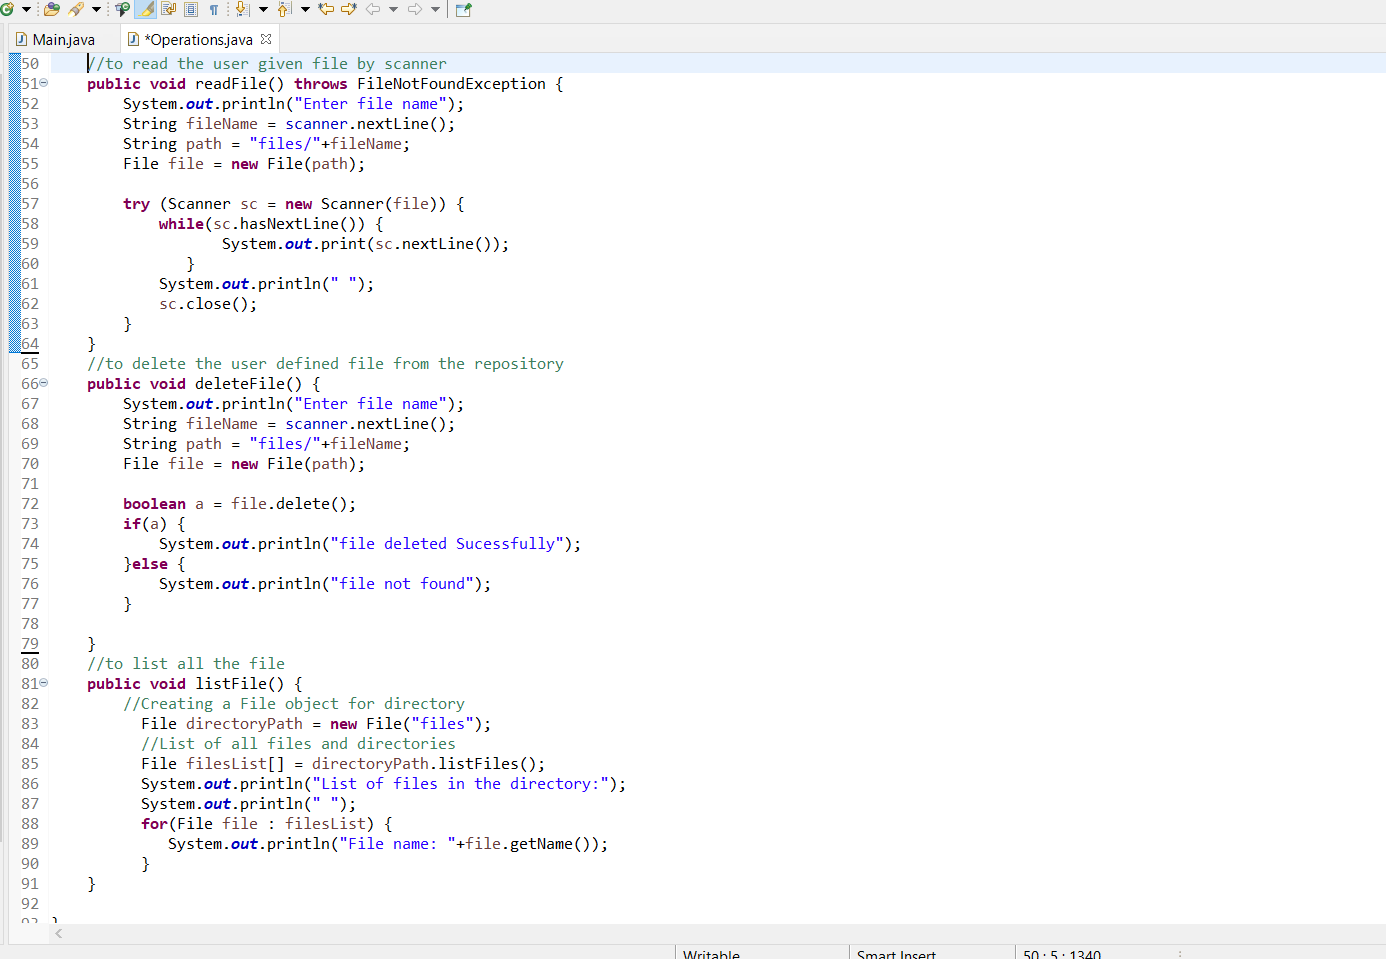 Main.java
*Operations.java
50 //to read the user given file by scanner
51 public void readFile() throws FileNotFoundException {
52 System.out.println("Enter file name");
53 String fileName = scanner.nextLine();
54 String path = "files/"+fileName;
55 File file = new File(path);
56
57 try (Scanner sc = new Scanner(file)) {
58 while(sc.hasNextLine()) {
59 System.out.print(sc.nextLine());
60 }
61 System.out.println(" ");
62 sc.close();
63 }
64 }
65 //to delete the user defined file from the repository
66 public void deleteFile() {
67 System.out.println("Enter file name");
68 String fileName = scanner.nextLine();
69 String path = "files/"+fileName;
70 File file = new File(path);
71
72 boolean a = file.delete();
73 if(a) {
74 System.out.println("file deleted Sucessfully");
75 }else {
76 System.out.println("file not found");
77 }
78
79 }
80 //to list all the file
81 public void listFile() {
82 //Creating a File object for directory
83 File directoryPath = new File("files");
84 //List of all files and directories
85 File filesList[] = directoryPath.listFiles();
86 System.out.println("List of files in the directory:");
87 System.out.println(" ");
88 for(File file : filesList) {
89 System.out.println("File name: "+file.getName());
90 }
91 }
92
93 }
Writable
Smart Insert
50 : 5 : 1340